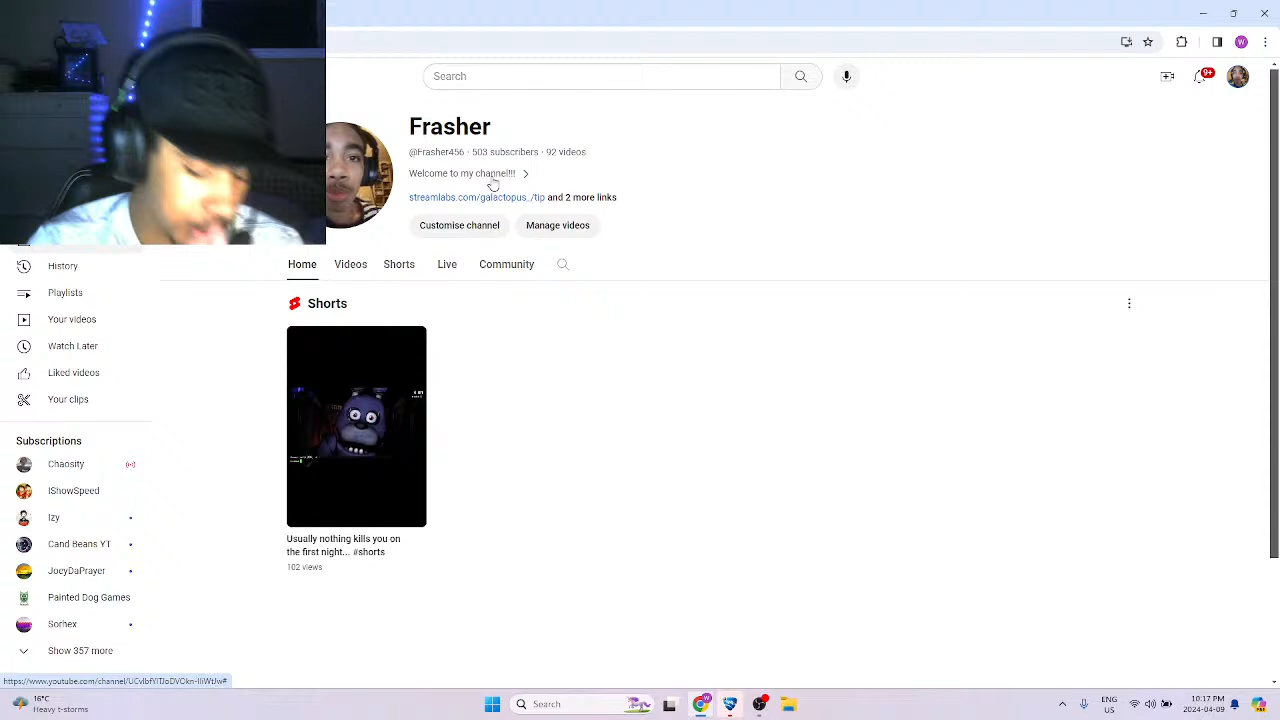 Search
9+
W
Frasher
@Frasher456 · 503 subscribers · 92 videos
Welcome to my channel!!!
streamlabs.com/galactopus_/tip and 2 more links
Customise channel
Manage videos
Home
Videos
Shorts
Live
Community
History
Playlists
Your videos
Watch Later
Liked videos
Your clips
Subscriptions
Chaosity
IShowSpeed
Izy
Cand Beans YT
JoeyDaPrayer
Painted Dog Games
Sorhex
Show 357 more
Shorts
Usually nothing kills you on
the first night... #shorts
102 views
16°C
Heavy t-storms
Search
ENG
US
10:17 PM
2024-04-09